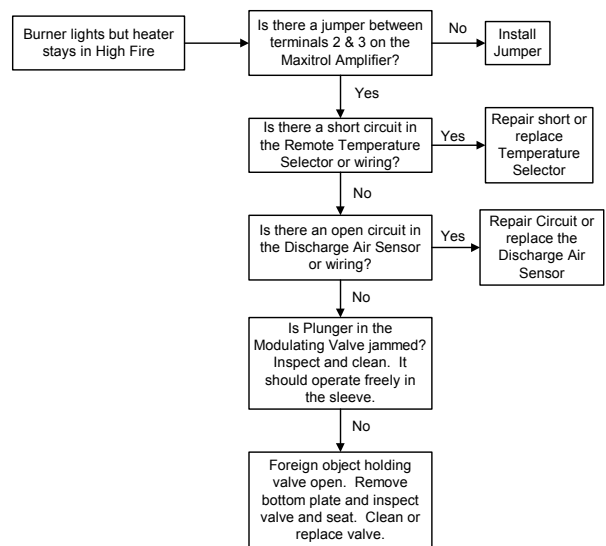 Burner lights but heater
stays in High Fire
Is there a jumper between
terminals 2 & 3 on the
Maxitrol Amplifier?
No
Install
Jumper
Yes
Is there a short circuit in
the Remote Temperature
Selector or wiring?
Yes
Repair short or
replace
Temperature
Selector
No
Is there an open circuit in
the Discharge Air Sensor
or wiring?
Yes
Repair Circuit or
replace the
Discharge Air
Sensor
No
Is Plunger in the
Modulating Valve jammed?
Inspect and clean. It
should operate freely in
the sleeve.
No
Foreign object holding
valve open. Remove
bottom plate and inspect
valve and seat. Clean or
replace valve.